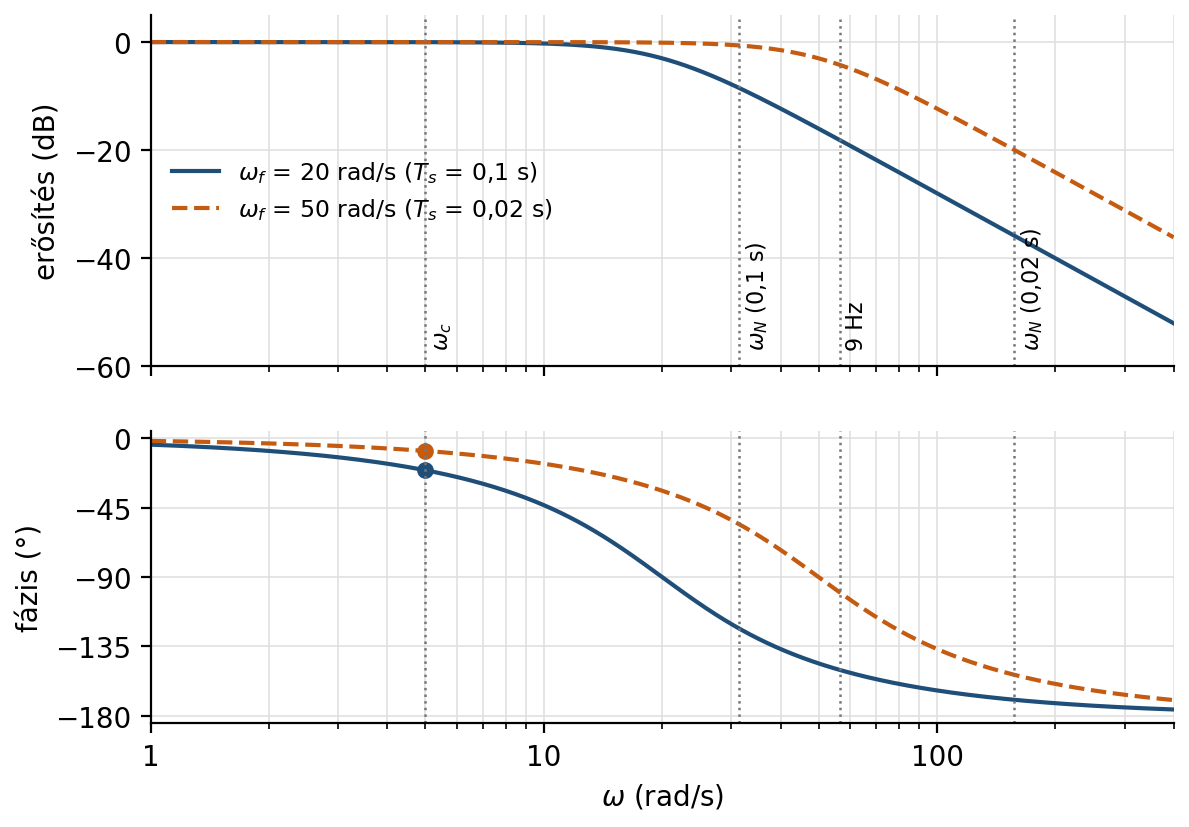 0
−20
−40
−60
erősítés (dB)
ω_f = 20 rad/s (T_s = 0,1 s)
ω_f = 50 rad/s (T_s = 0,02 s)
ω_c
ω_N (0,1 s)
9 Hz
ω_N (0,02 s)
0
−45
−90
−135
−180
fázis (°)
1 10 100
ω (rad/s)